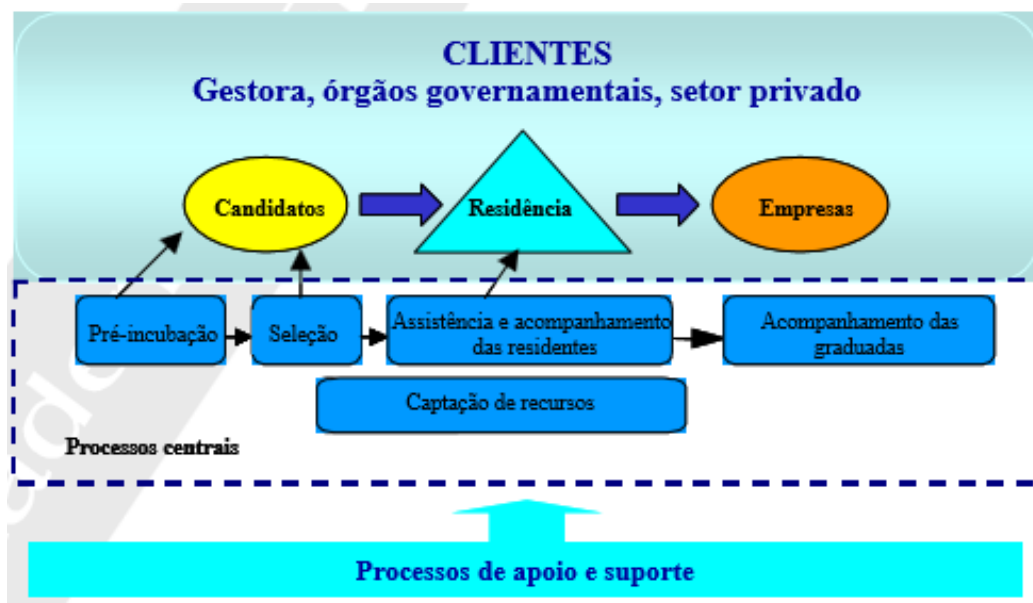 CLIENTES
Gestora, órgãos governamentais, setor privado
Candidatos
Residência
Empresas
Pré-incubação
Seleção
Assistência e acompanhamento
das residentes
Acompanhamento das
graduadas
Captação de recursos
Processos centrais
Processos de apoio e suporte